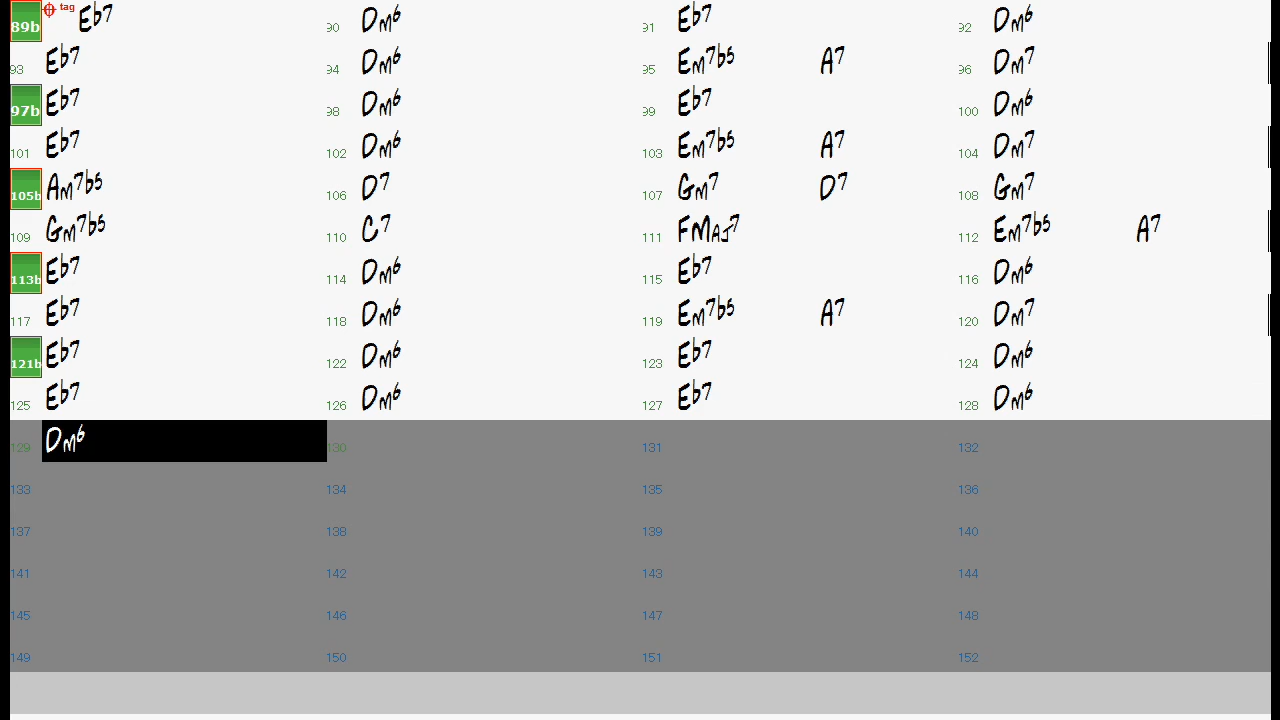 89b tag Eb7 90 Dm6 91 Eb7 92 Dm6
93 Eb7 94 Dm6 95 Em7b5 A7 96 Dm7
97b Eb7 98 Dm6 99 Eb7 100 Dm6
101 Eb7 102 Dm6 103 Em7b5 A7 104 Dm7
105b Am7b5 106 D7 107 Gm7 D7 108 Gm7
109 Gm7b5 110 C7 111 FMaj7 112 Em7b5 A7
113b Eb7 114 Dm6 115 Eb7 116 Dm6
117 Eb7 118 Dm6 119 Em7b5 A7 120 Dm7
121b Eb7 122 Dm6 123 Eb7 124 Dm6
125 Eb7 126 Dm6 127 Eb7 128 Dm6
129 Dm6 130 131 132
133 134 135 136
137 138 139 140
141 142 143 144
145 146 147 148
149 150 151 152